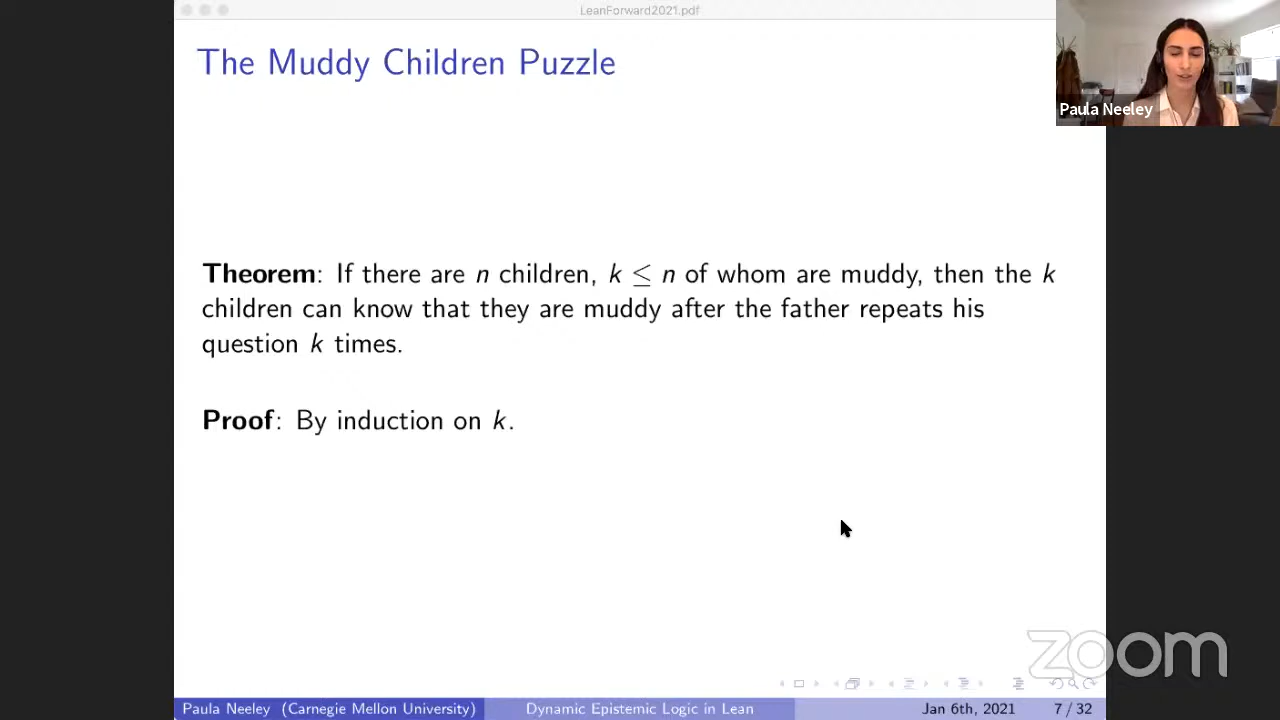 LeanForward2021.pdf
The Muddy Children Puzzle
Paula Neeley
Theorem: If there are n children, k ≤ n of whom are muddy, then the k
children can know that they are muddy after the father repeats his
question k times.
Proof: By induction on k.
zoom
Paula Neeley (Carnegie Mellon University) Dynamic Epistemic Logic in Lean Jan 6th, 2021 7 / 32